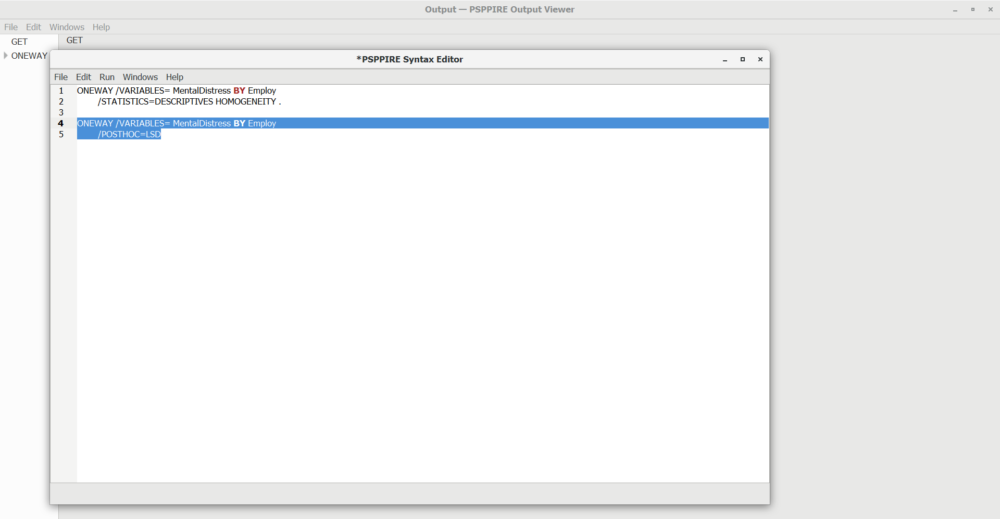 Output — PSPPIRE Output Viewer
File Edit Windows Help
GET
GET
ONEWAY
*PSPPIRE Syntax Editor
File Edit Run Windows Help
1 ONEWAY /VARIABLES= MentalDistress BY Employ
2 /STATISTICS=DESCRIPTIVES HOMOGENEITY .
3
4 ONEWAY /VARIABLES= MentalDistress BY Employ
5 /POSTHOC=LSD